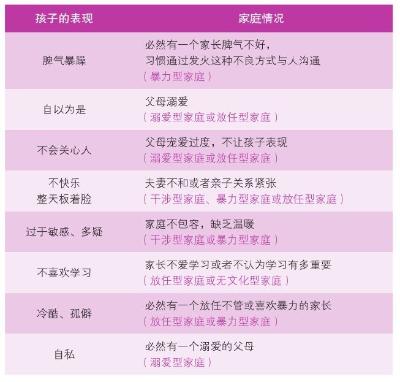 孩子的表现 家庭情况
脾气暴躁
必然有一个家长脾气不好，
习惯通过发火这种不良方式与人沟通
（暴力型家庭）
自以为是
父母溺爱
（溺爱型家庭或放任型家庭）
不会关心人
父母宠爱过度，不让孩子表现
（溺爱型家庭或放任型家庭）
不快乐
整天板着脸
夫妻不和或者亲子关系紧张
（干涉型家庭、暴力型家庭或放任型家庭）
过于敏感、多疑
家庭不包容，缺乏温暖
（干涉型家庭或暴力型家庭）
不喜欢学习
家长不爱学习或者不认为学习有多重要
（放任型家庭或无文化型家庭）
冷酷、孤僻
必然有一个放任不管或喜欢暴力的家长
（放任型家庭或暴力型家庭）
自私
必然有一个溺爱的父母
（溺爱型家庭）